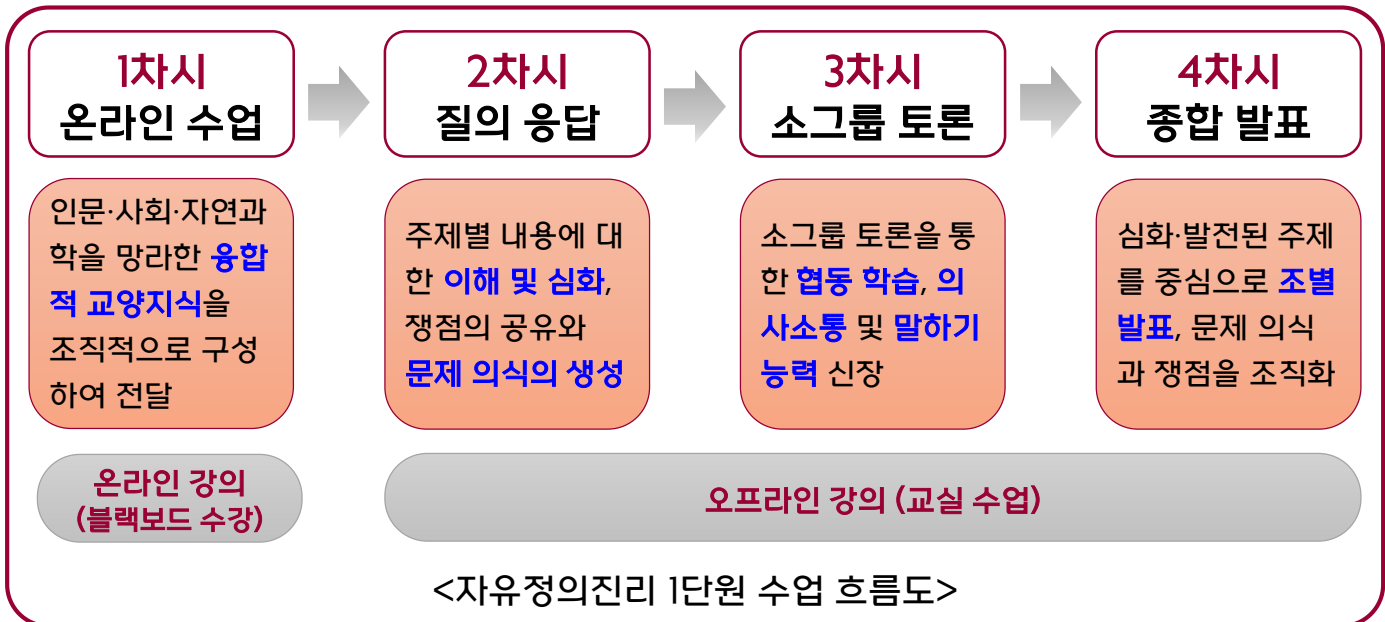 1차시
온라인 수업
2차시
질의 응답
3차시
소그룹 토론
4차시
종합 발표
인문·사회·자연과
학을 망라한 융합
적 교양지식을
조직적으로 구성
하여 전달
주제별 내용에 대
한 이해 및 심화,
쟁점의 공유와
문제 의식의 생성
소그룹 토론을 통
한 협동 학습, 의
사소통 및 말하기
능력 신장
심화·발전된 주제
를 중심으로 조별
발표, 문제 의식
과 쟁점을 조직화
온라인 강의
(블랙보드 수강)
오프라인 강의 (교실 수업)
<자유정의진리 1단원 수업 흐름도>